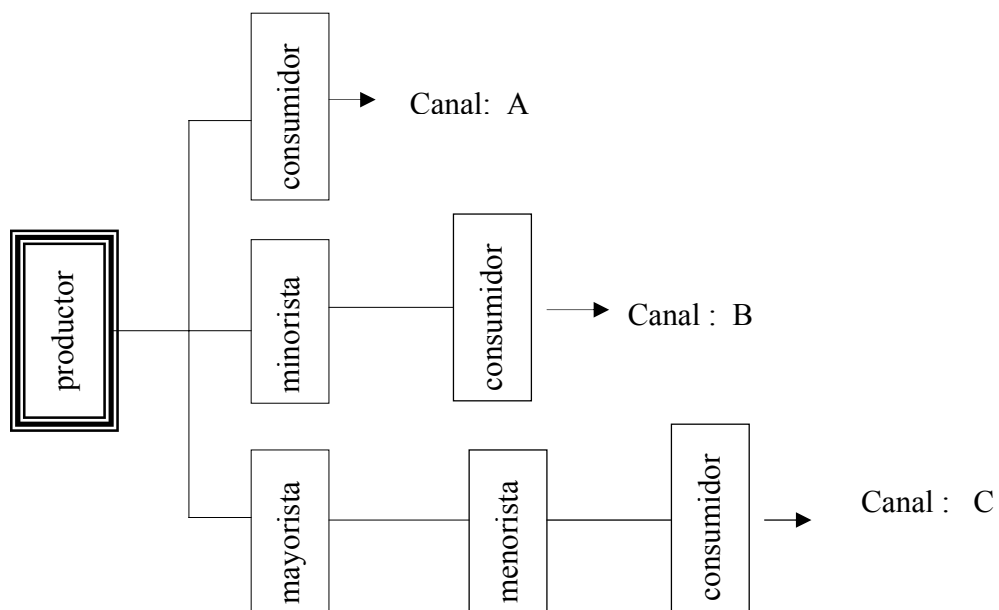 productor
consumidor
Canal: A
minorista
consumidor
Canal : B
mayorista
menorista
consumidor
Canal : C